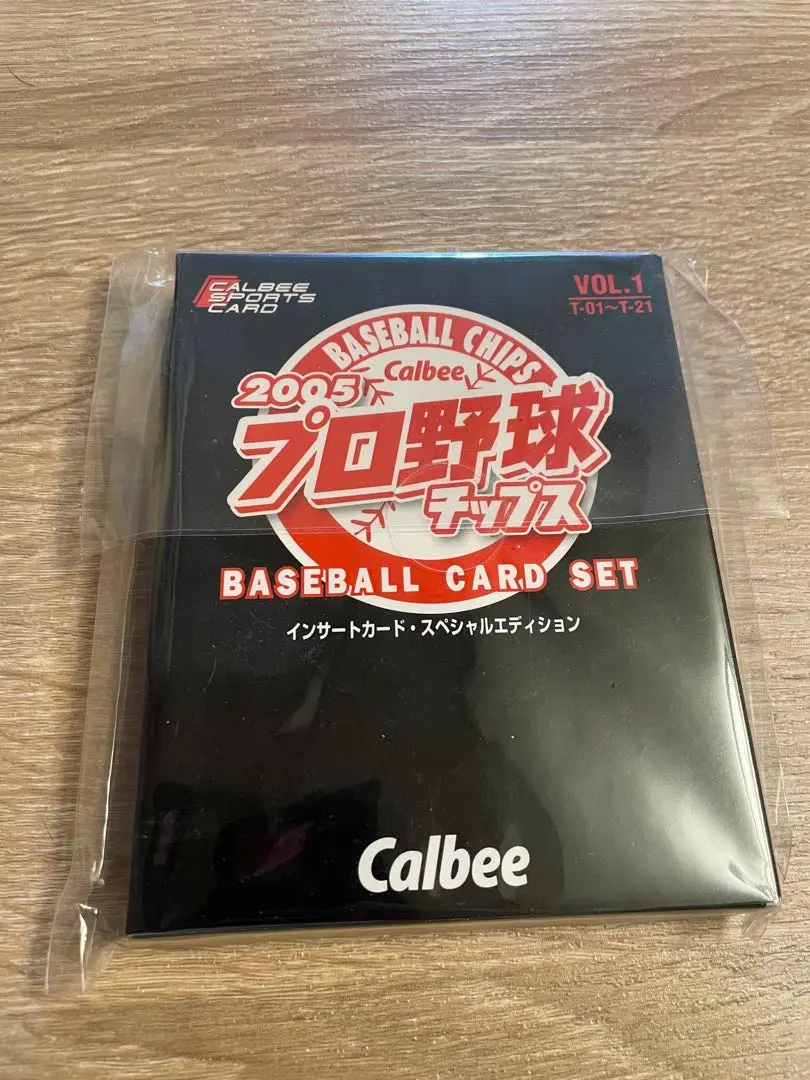 CALBEE
SPORTS
CARD
VOL.1
T-01〜T-21
BASEBALL CHIPS
Calbee
2005
プロ野球
チップス
BASEBALL CARD SET
インサートカード・スペシャルエディション
Calbee